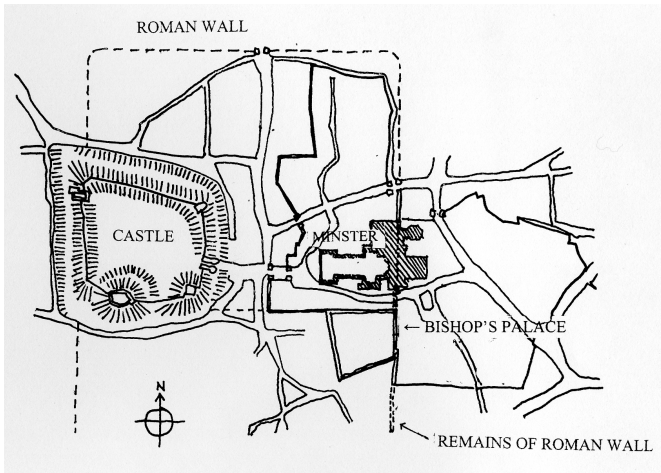 ROMAN WALL
CASTLE
MINSTER
BISHOP'S PALACE
N
REMAINS OF ROMAN WALL